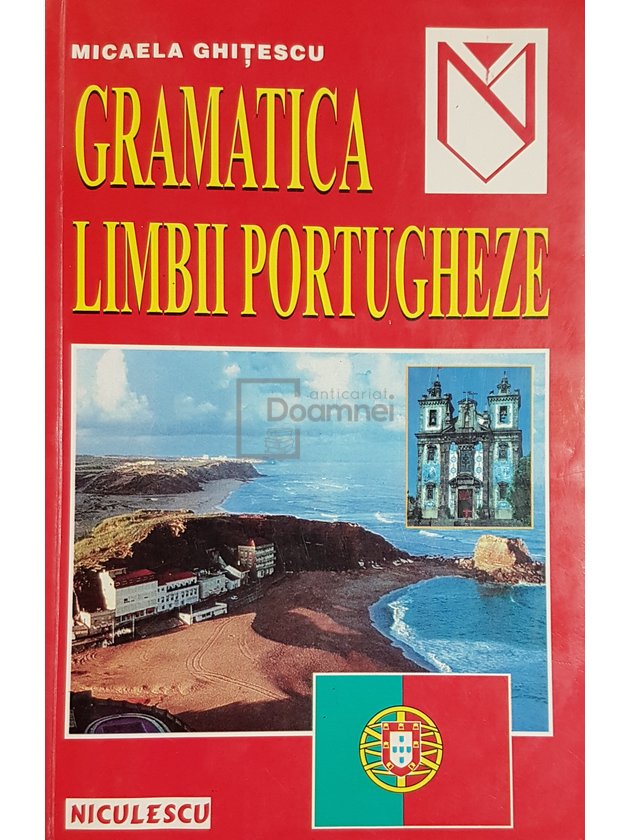 MICAELA GHIȚESCU
GRAMATICA
LIMBII PORTUGHEZE
anticariat
Doamnei
NICULESCU